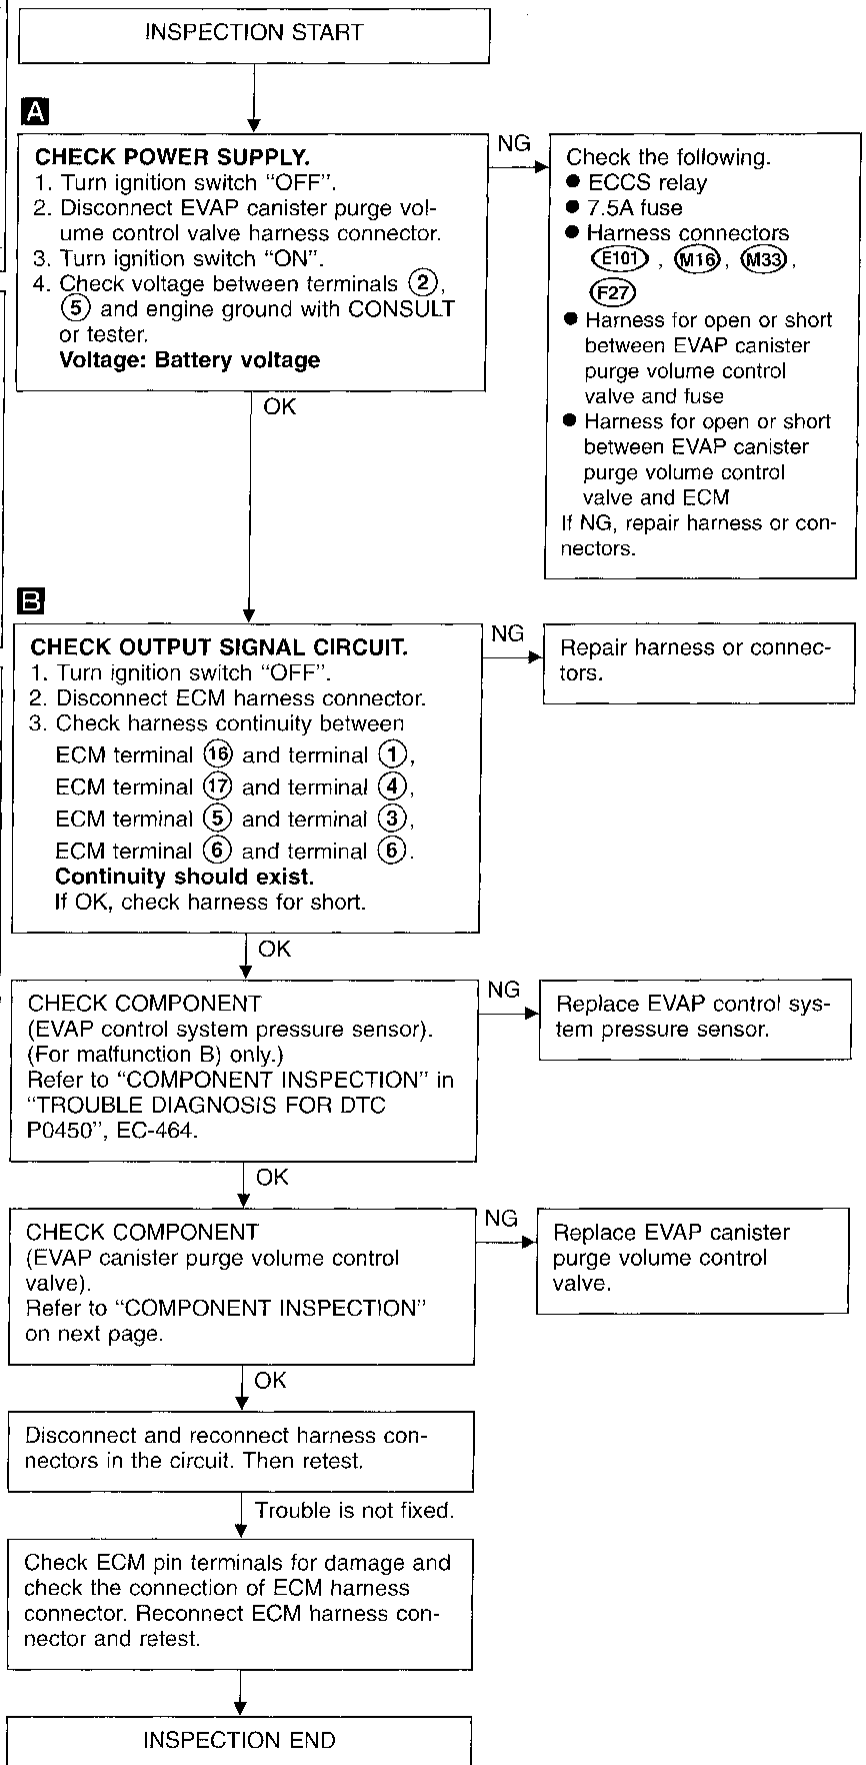 INSPECTION START
A
CHECK POWER SUPPLY.
1. Turn ignition switch “OFF”.
2. Disconnect EVAP canister purge vol-
ume control valve harness connector.
3. Turn ignition switch “ON”.
4. Check voltage between terminals ②,
⑤ and engine ground with CONSULT
or tester.
Voltage: Battery voltage
NG
Check the following.
● ECCS relay
● 7.5A fuse
● Harness connectors
E101 , M16 , M33 ,
F27
● Harness for open or short
between EVAP canister
purge volume control
valve and fuse
● Harness for open or short
between EVAP canister
purge volume control
valve and ECM
If NG, repair harness or con-
nectors.
OK
B
CHECK OUTPUT SIGNAL CIRCUIT.
1. Turn ignition switch “OFF”.
2. Disconnect ECM harness connector.
3. Check harness continuity between
ECM terminal ⑯ and terminal ①,
ECM terminal ⑰ and terminal ④,
ECM terminal ⑤ and terminal ③,
ECM terminal ⑥ and terminal ⑥.
Continuity should exist.
If OK, check harness for short.
NG
Repair harness or connec-
tors.
OK
CHECK COMPONENT
(EVAP control system pressure sensor).
(For malfunction B) only.)
Refer to “COMPONENT INSPECTION” in
“TROUBLE DIAGNOSIS FOR DTC
P0450”, EC-464.
NG
Replace EVAP control sys-
tem pressure sensor.
OK
CHECK COMPONENT
(EVAP canister purge volume control
valve).
Refer to “COMPONENT INSPECTION”
on next page.
NG
Replace EVAP canister
purge volume control
valve.
OK
Disconnect and reconnect harness con-
nectors in the circuit. Then retest.
Trouble is not fixed.
Check ECM pin terminals for damage and
check the connection of ECM harness
connector. Reconnect ECM harness con-
nector and retest.
INSPECTION END